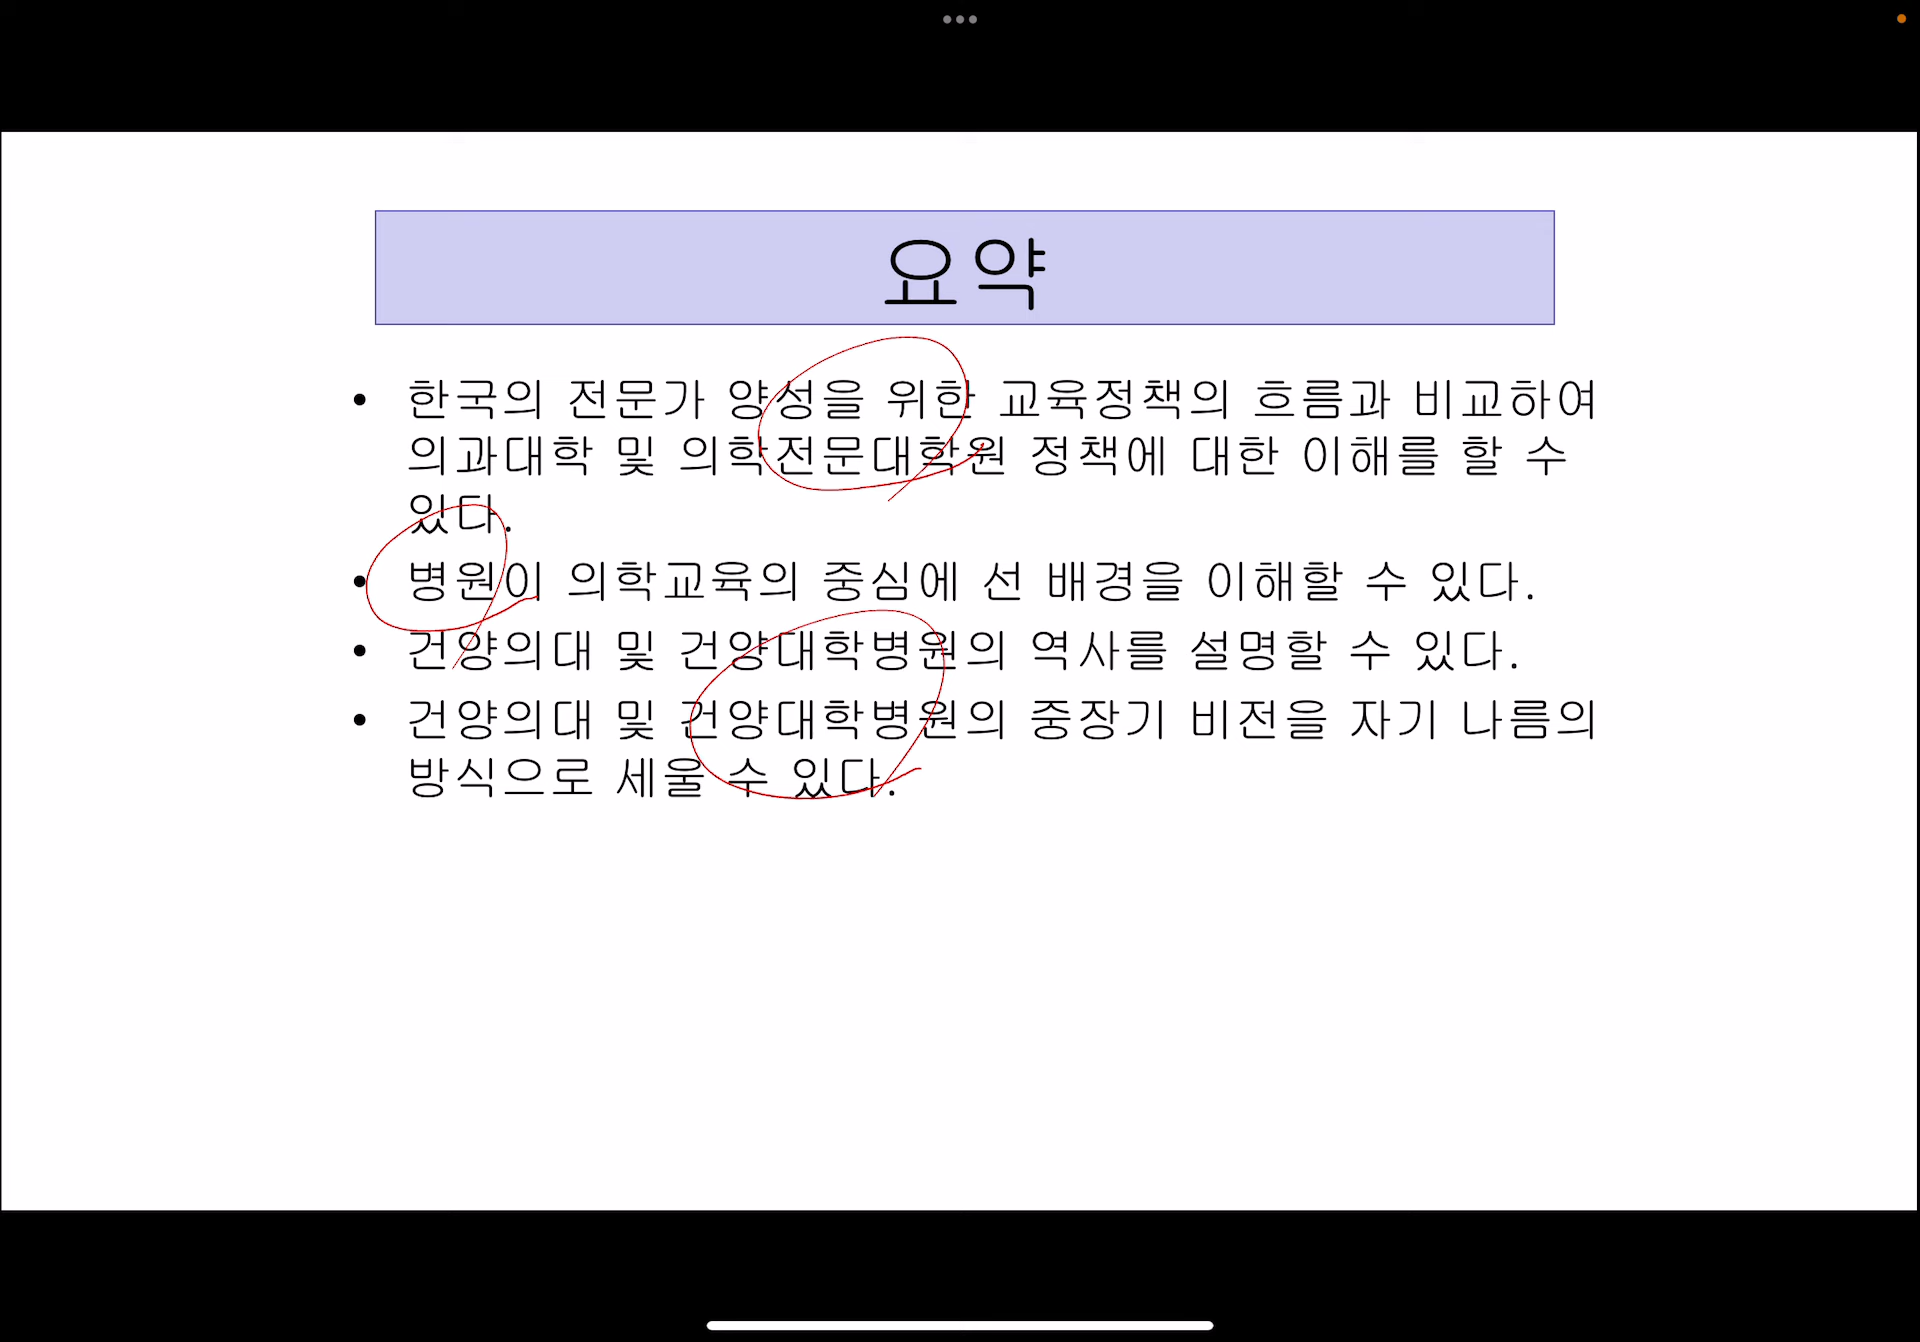 요약
• 한국의 전문가 양성을 위한 교육정책의 흐름과 비교하여
의과대학 및 의학전문대학원 정책에 대한 이해를 할 수
있다.
• 병원이 의학교육의 중심에 선 배경을 이해할 수 있다.
• 건양의대 및 건양대학병원의 역사를 설명할 수 있다.
• 건양의대 및 건양대학병원의 중장기 비전을 자기 나름의
방식으로 세울 수 있다.